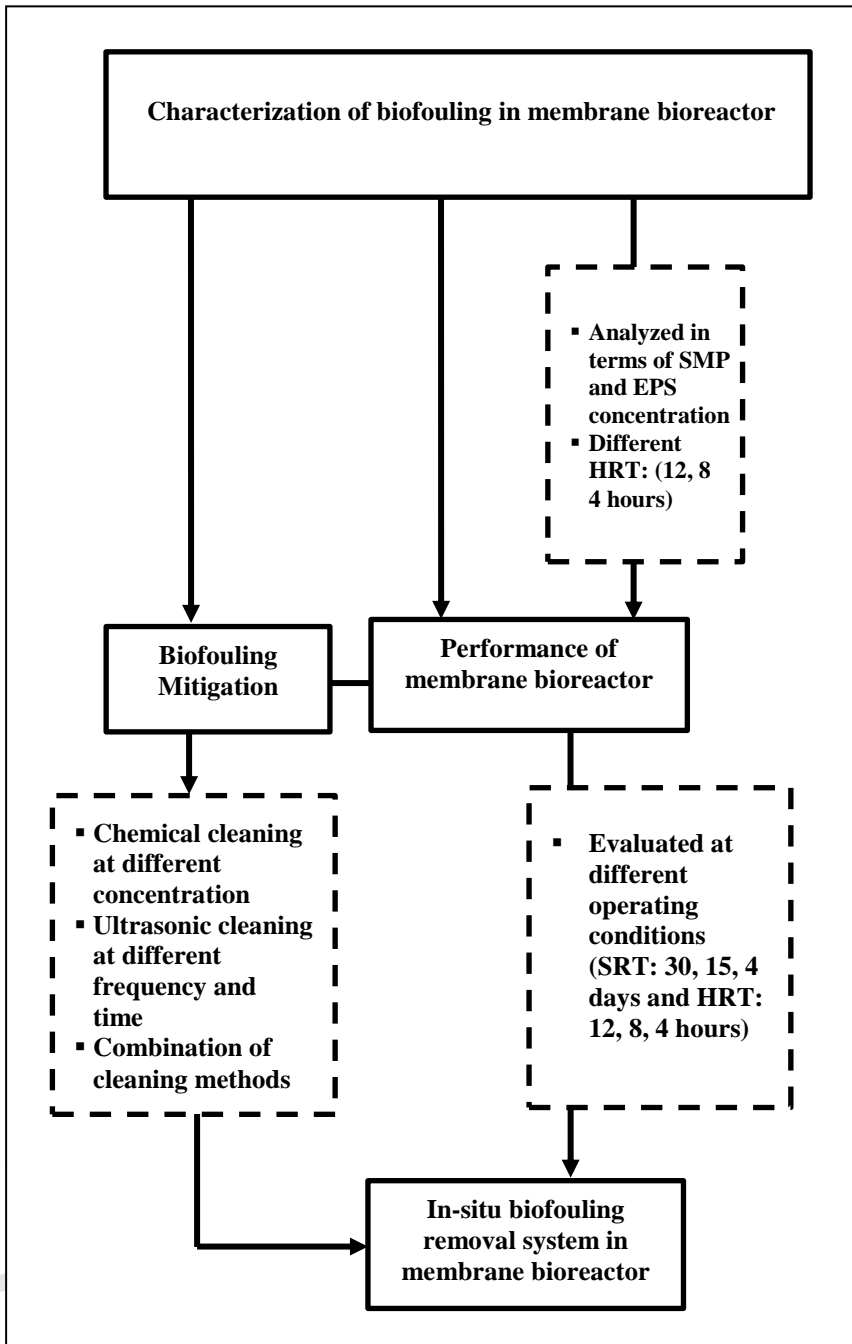 Characterization of biofouling in membrane bioreactor
▪ Analyzed in
terms of SMP
and EPS
concentration
▪ Different
HRT: (12, 8
4 hours)
Biofouling
Mitigation
Performance of
membrane bioreactor
▪ Chemical cleaning
at different
concentration
▪ Ultrasonic cleaning
at different
frequency and
time
▪ Combination of
cleaning methods
▪ Evaluated at
different
operating
conditions
(SRT: 30, 15, 4
days and HRT:
12, 8, 4 hours)
In-situ biofouling
removal system in
membrane bioreactor